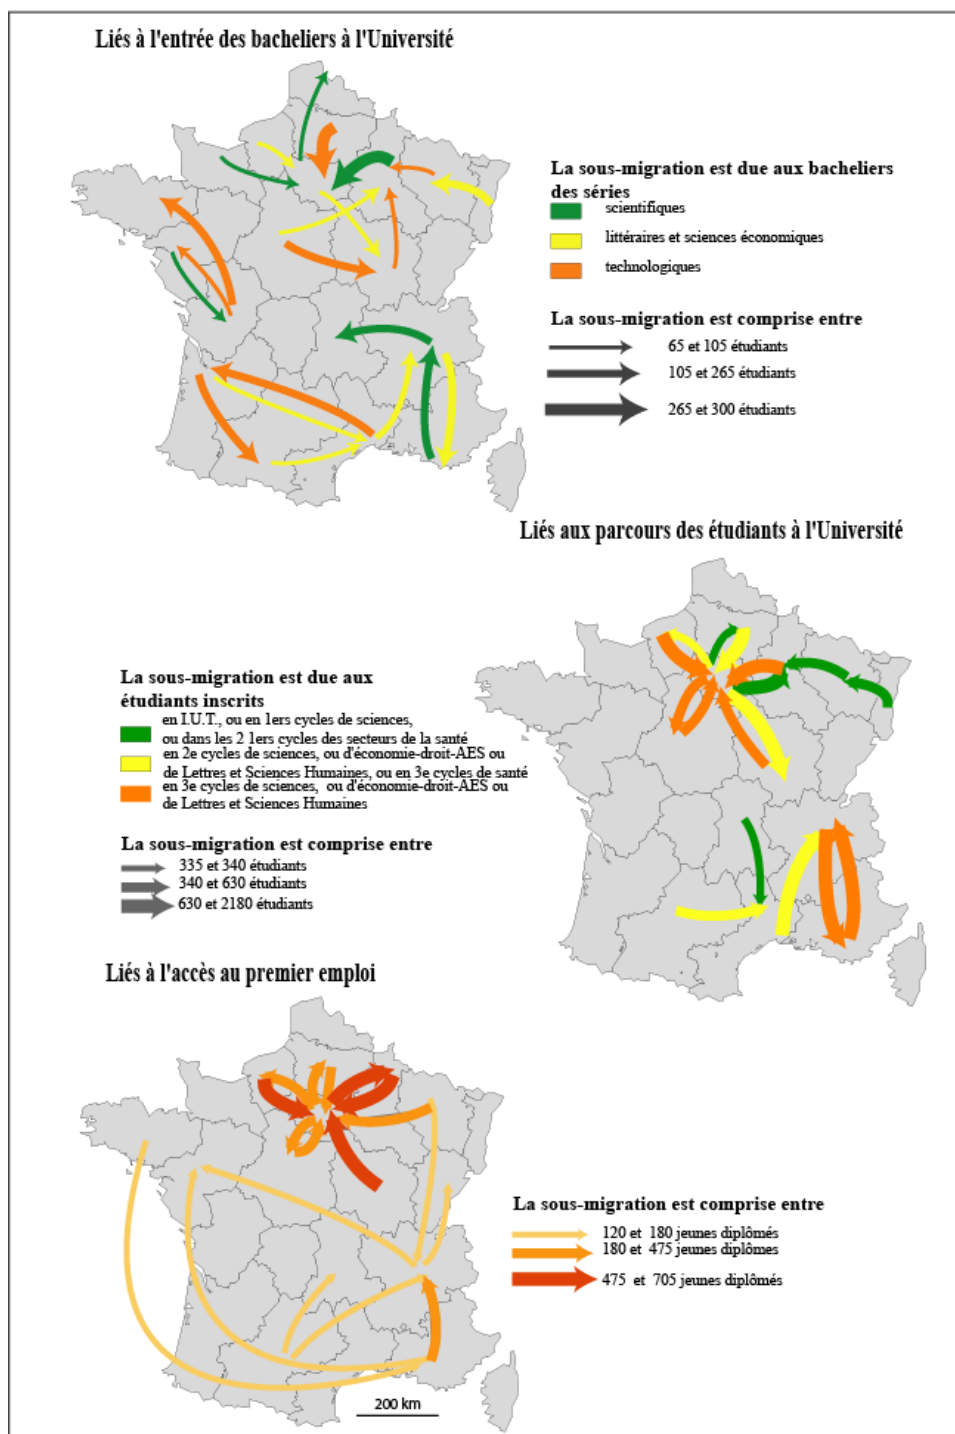 Liés à l'entrée des bacheliers à l'Université
La sous-migration est due aux bacheliers
des séries
scientifiques
littéraires et sciences économiques
technologiques
La sous-migration est comprise entre
65 et 105 étudiants
105 et 265 étudiants
265 et 300 étudiants
Liés aux parcours des étudiants à l'Université
La sous-migration est due aux
étudiants inscrits
en I.U.T., ou en 1ers cycles de sciences,
ou dans les 2 1ers cycles des secteurs de la santé
en 2e cycles de sciences, ou d'économie-droit-AES ou
de Lettres et Sciences Humaines, ou en 3e cycles de santé
en 3e cycles de sciences, ou d'économie-droit-AES ou
de Lettres et Sciences Humaines
La sous-migration est comprise entre
335 et 340 étudiants
340 et 630 étudiants
630 et 2180 étudiants
Liés à l'accès au premier emploi
La sous-migration est comprise entre
120 et 180 jeunes diplômés
180 et 475 jeunes diplômes
475 et 705 jeunes diplômés
200 km